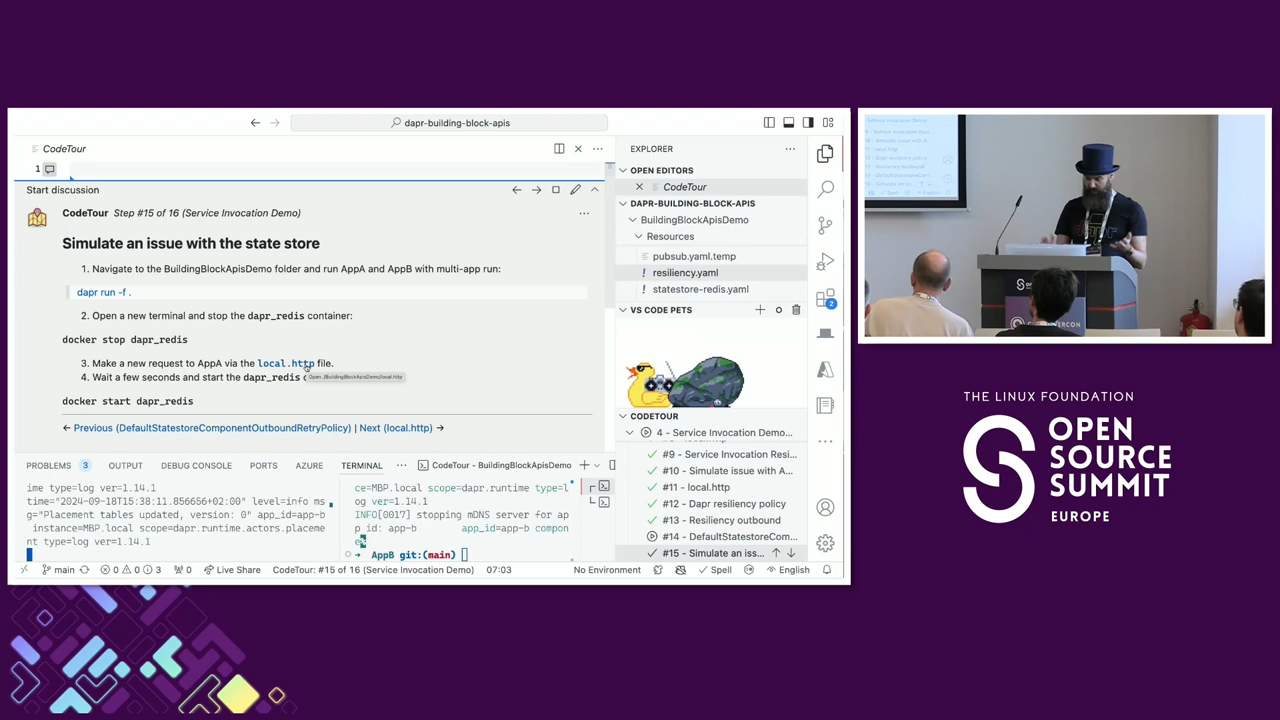 dapr-building-block-apis
CodeTour
1
Start discussion
CodeTour Step #15 of 16 (Service Invocation Demo)
Simulate an issue with the state store
1. Navigate to the BuildingBlockApisDemo folder and run AppA and AppB with multi-app run:
dapr run -f .
2. Open a new terminal and stop the dapr_redis container:
docker stop dapr_redis
3. Make a new request to AppA via the local.http file.
4. Wait a few seconds and start the dapr_redis
Open ./BuildingBlockApisDemo/local.http
docker start dapr_redis
← Previous (DefaultStatestoreComponentOutboundRetryPolicy) | Next (local.http) →
PROBLEMS 3 OUTPUT DEBUG CONSOLE PORTS AZURE TERMINAL ··· CodeTour - BuildingBlockApisDemo
ime type=log ver=1.14.1
time="2024-09-18T15:38:11.856656+02:00" level=info ms
g="Placement tables updated, version: 0" app_id=app-b
instance=MBP.local scope=dapr.runtime.actors.placeme
nt type=log ver=1.14.1
ce=MBP.local scope=dapr.runtime type=l
og ver=1.14.1
INFO[0017] stopping mDNS server for ap
p_id: app-b app_id=app-b compon
→ AppB git:(main)
EXPLORER
OPEN EDITORS
CodeTour
DAPR-BUILDING-BLOCK-APIS
BuildingBlockApisDemo
Resources
pubsub.yaml.temp
! resiliency.yaml
! statestore-redis.yaml
VS CODE PETS
CODETOUR
4 - Service Invocation Demo...
#9 - Service Invocation Resi...
#10 - Simulate issue with A...
#11 - local.http
#12 - Dapr resiliency policy
#13 - Resiliency outbound
#14 - DefaultStatestoreCom...
#15 - Simulate an iss...
2
main 0 0 3 0 Live Share CodeTour: #15 of 16 (Service Invocation Demo) 07:03 No Environment Spell English
THE LINUX FOUNDATION
OPEN
SOURCE
SUMMIT
EUROPE